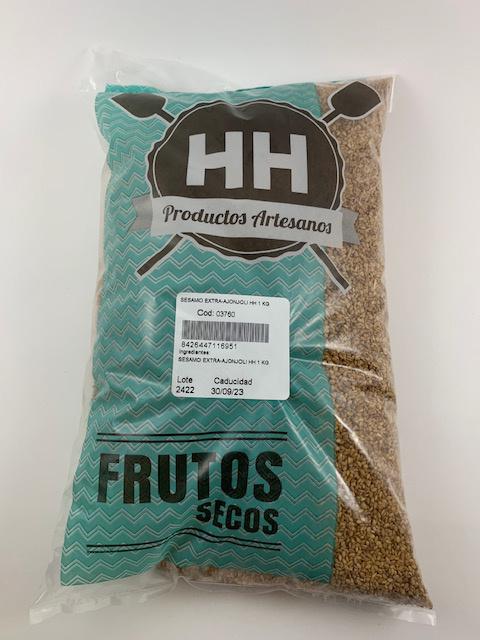 HH
Productos Artesanos
SESAMO EXTRA-AJONJOLI HH 1 KG
Cod: 03760
8426447116951
Ingredientes:
SESAMO EXTRA-AJONJOLI HH 1 KG
Lote Caducidad
2422 30/09/23
FRUTOS
SECOS